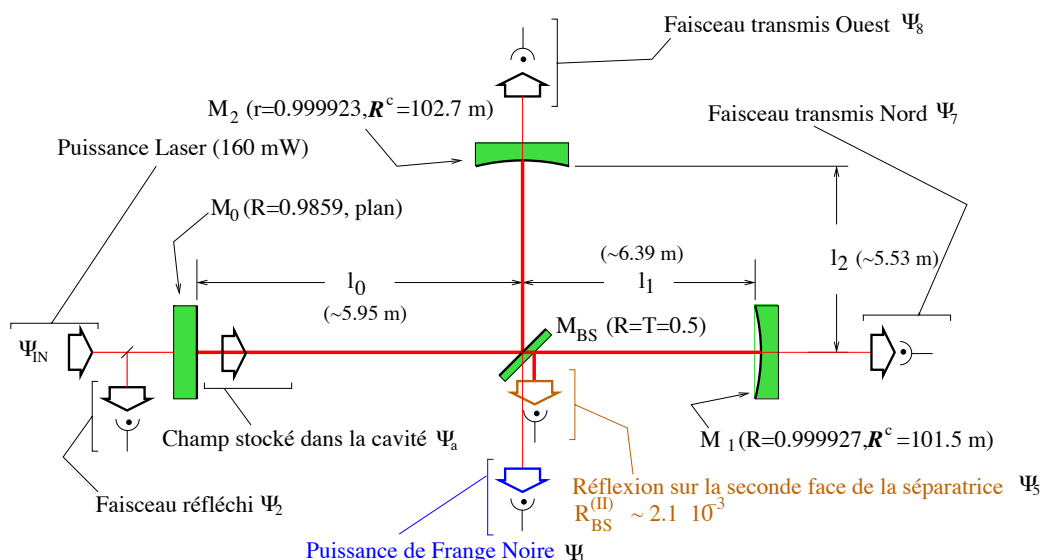 Faisceau transmis Ouest Ψ8
M2 (r=0.999923, R^c =102.7 m)
Faisceau transmis Nord Ψ7
Puissance Laser (160 mW)
M0 (R=0.9859, plan)
(~6.39 m)
l2 (~5.53 m)
l0
l1
(~5.95 m)
MBS (R=T=0.5)
ΨIN
Champ stocké dans la cavité Ψa
M1 (R=0.999927, R^c =101.5 m)
Faisceau réfléchi Ψ2
Réflexion sur la seconde face de la séparatrice Ψ5
R_BS^(II) ~ 2.1 10^-3
Puissance de Frange Noire Ψ1